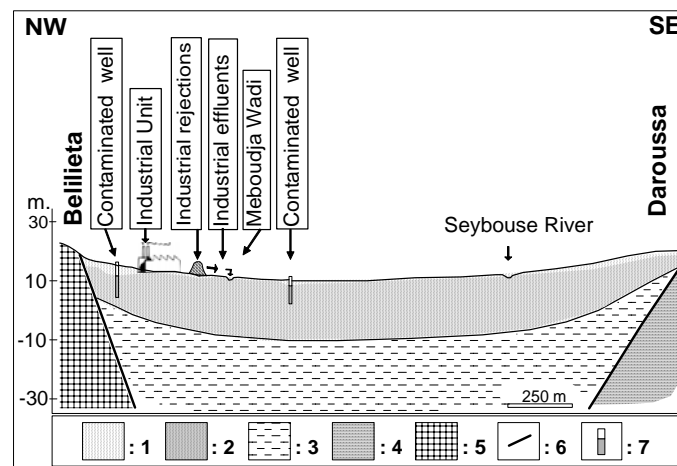 NW
SE
Contaminated well
Industrial Unit
Industrial rejections
Industrial effluents
Meboudja Wadi
Contaminated well
Belilieta
Daroussa
m.
30
10
-10
-30
Seybouse River
250 m
: 1
: 2
: 3
: 4
: 5
: 6
: 7